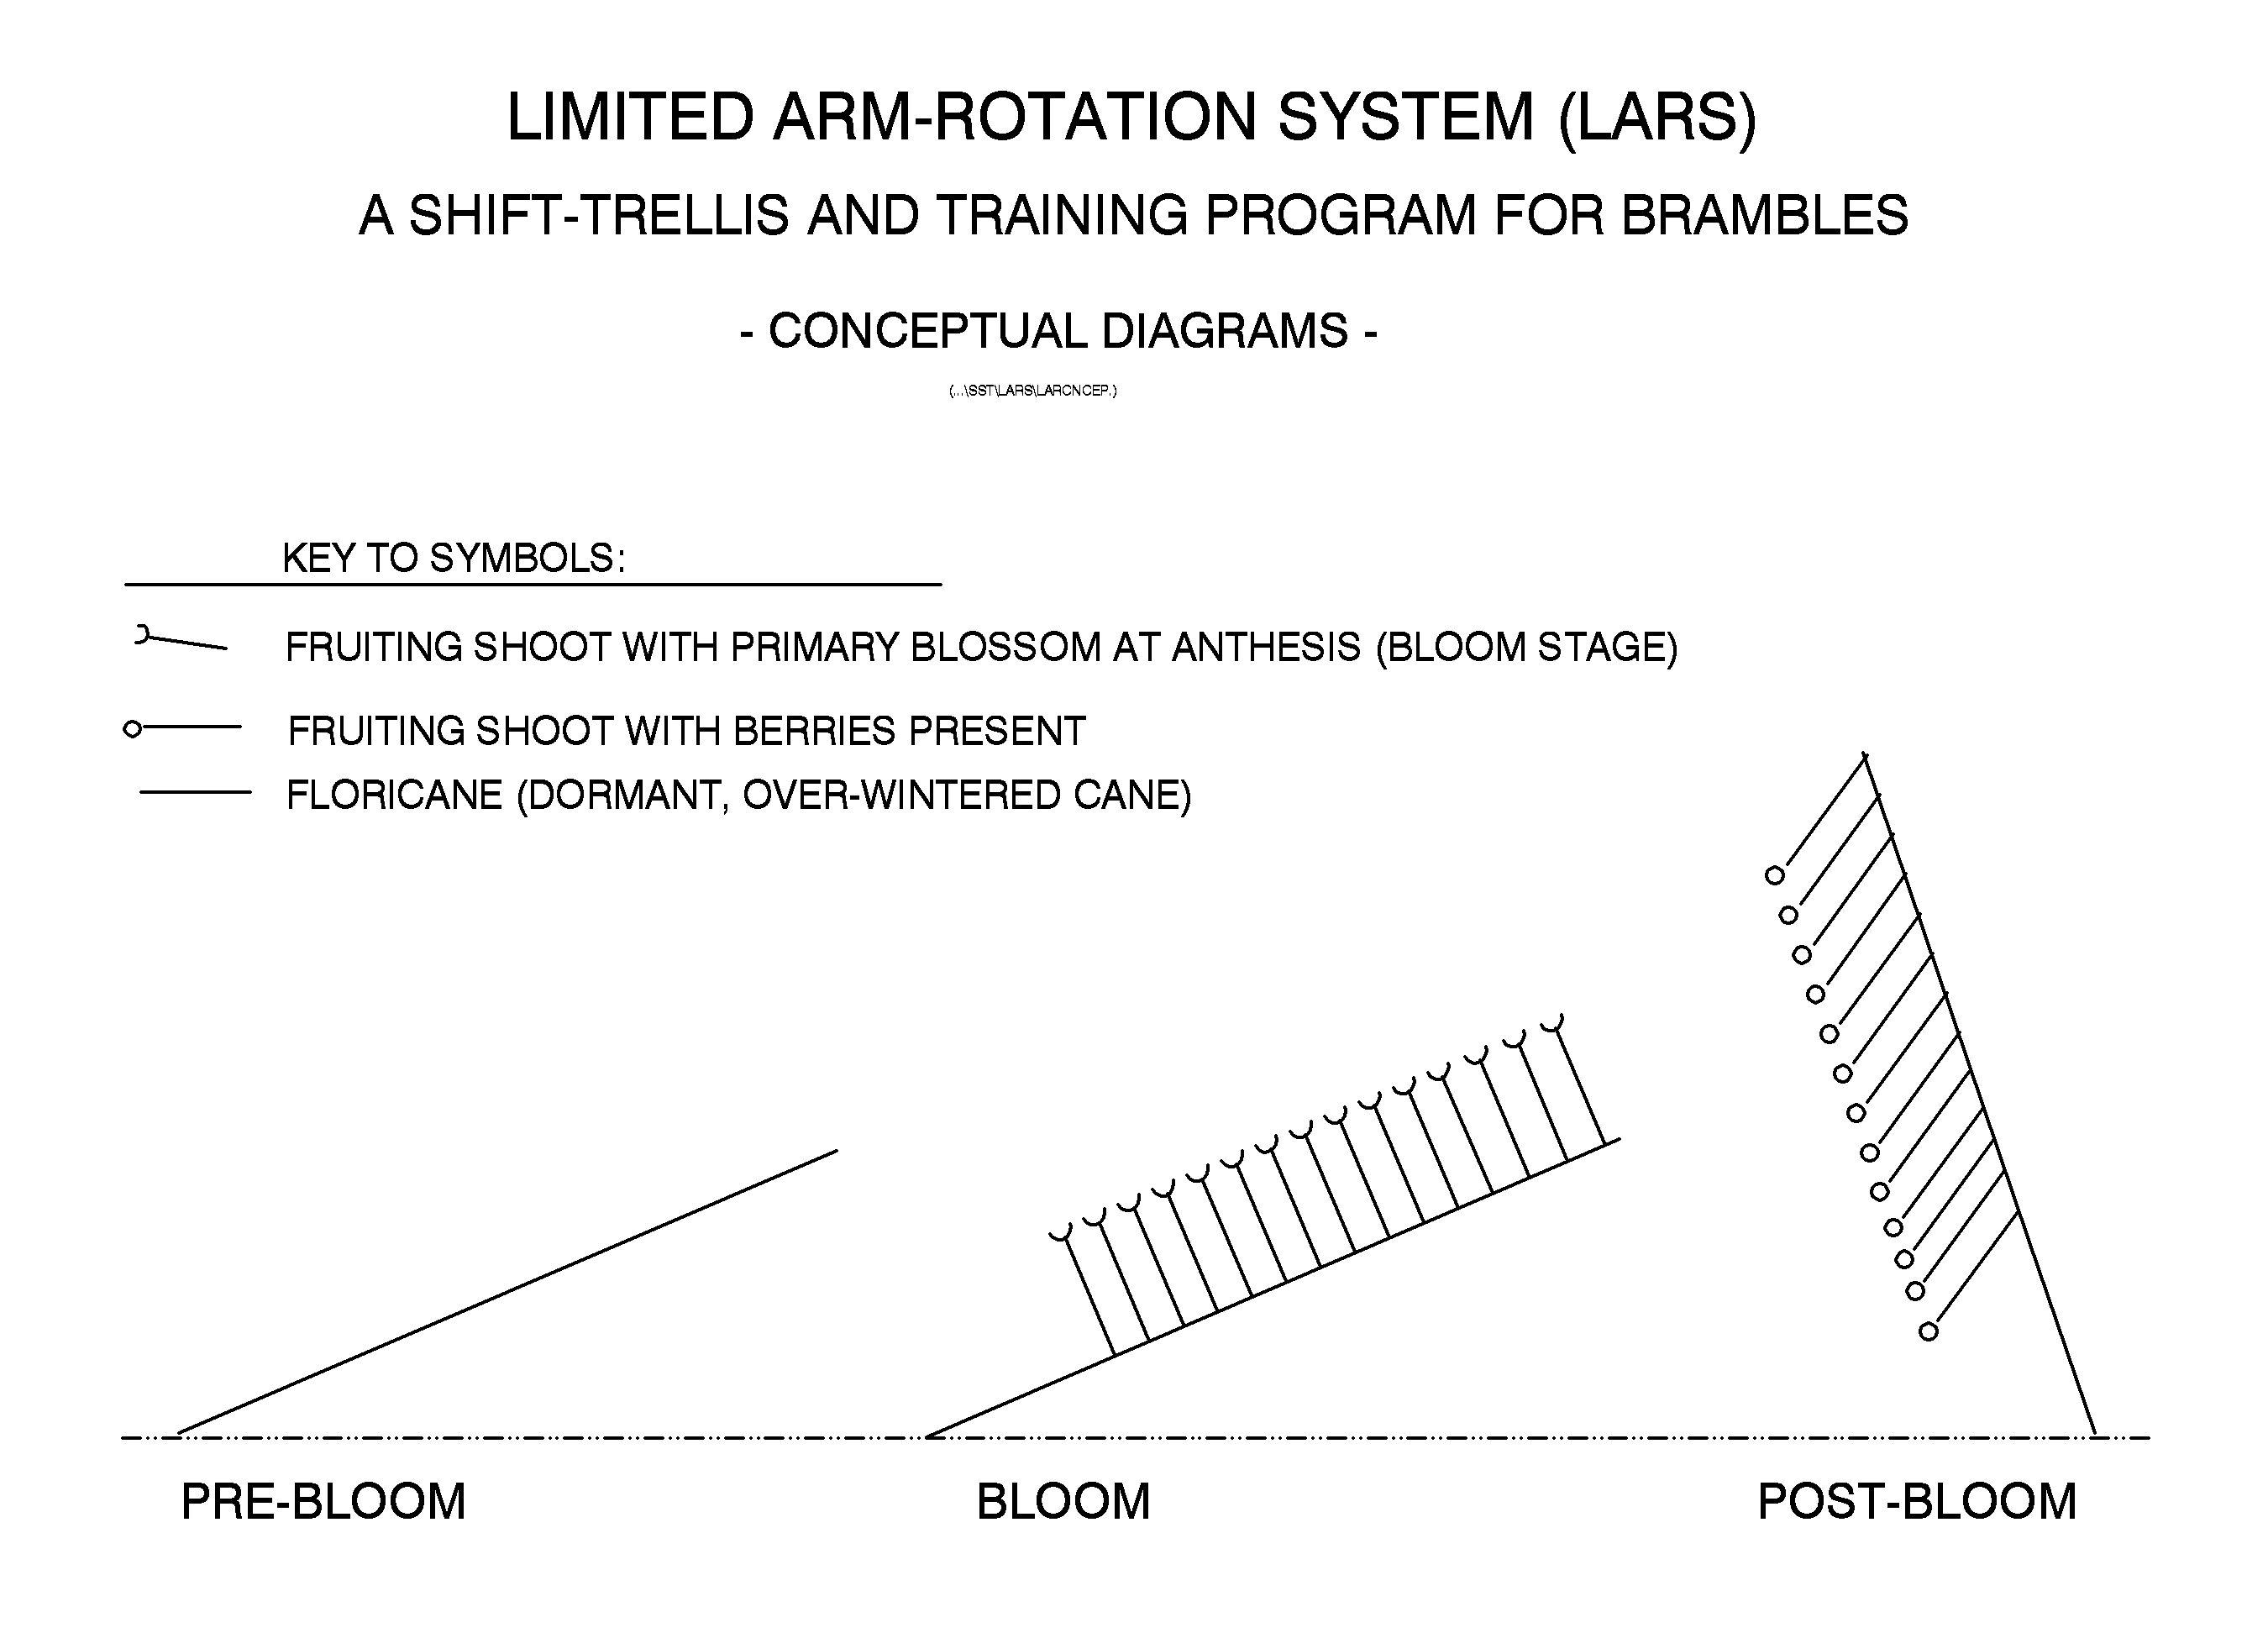 LIMITED ARM-ROTATION SYSTEM (LARS)
A SHIFT-TRELLIS AND TRAINING PROGRAM FOR BRAMBLES
- CONCEPTUAL DIAGRAMS -
(...\SST\LARS\LARCNCEP.)
KEY TO SYMBOLS:
FRUITING SHOOT WITH PRIMARY BLOSSOM AT ANTHESIS (BLOOM STAGE)
FRUITING SHOOT WITH BERRIES PRESENT
FLORICANE (DORMANT, OVER-WINTERED CANE)
PRE-BLOOM
BLOOM
POST-BLOOM